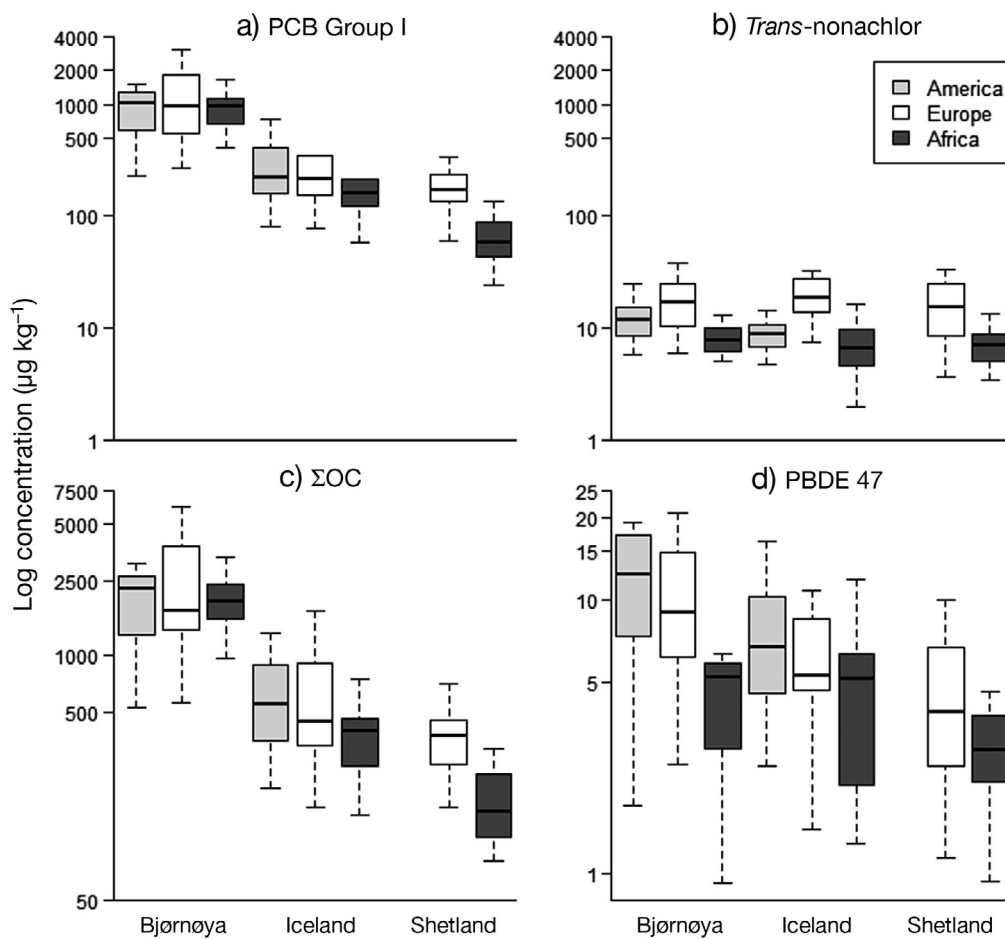 a) PCB Group I
4000
2000
1000
500
100
10
1
b) Trans-nonachlor
4000
2000
1000
500
100
10
1
America
Europe
Africa
Log concentration (µg kg⁻¹)
c) ΣOC
7500
5000
2500
1000
500
50
d) PBDE 47
25
20
15
10
5
1
Bjørnøya Iceland Shetland
Bjørnøya Iceland Shetland